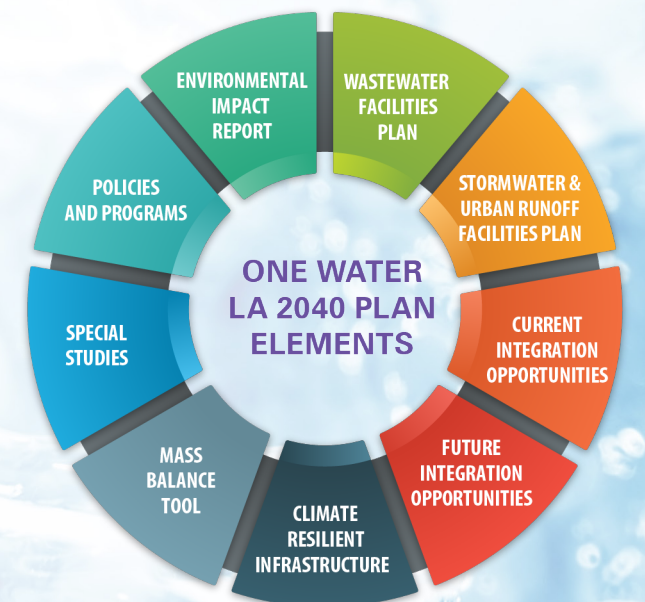 ONE WATER
LA 2040 PLAN
ELEMENTS
WASTEWATER
FACILITIES
PLAN
STORMWATER &
URBAN RUNOFF
FACILITIES PLAN
CURRENT
INTEGRATION
OPPORTUNITIES
FUTURE
INTEGRATION
OPPORTUNITIES
CLIMATE
RESILIENT
INFRASTRUCTURE
MASS
BALANCE
TOOL
SPECIAL
STUDIES
POLICIES
AND PROGRAMS
ENVIRONMENTAL
IMPACT
REPORT